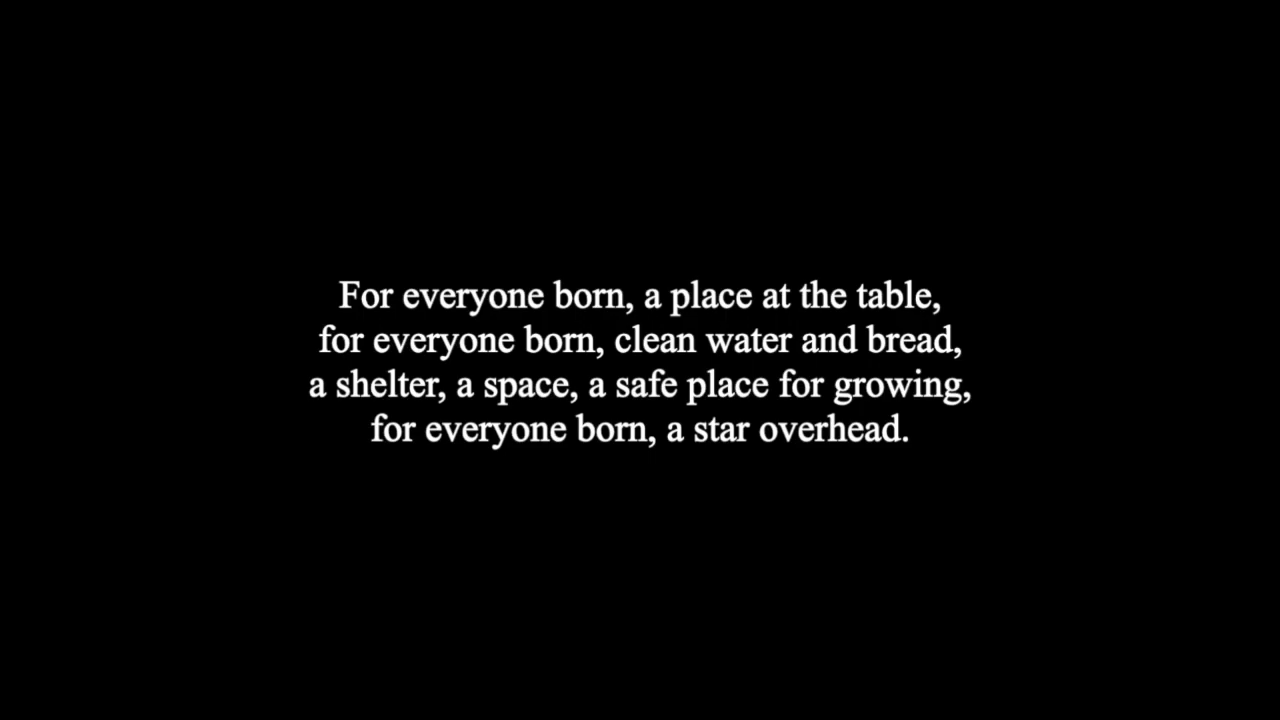 For everyone born, a place at the table,
for everyone born, clean water and bread,
a shelter, a space, a safe place for growing,
for everyone born, a star overhead.